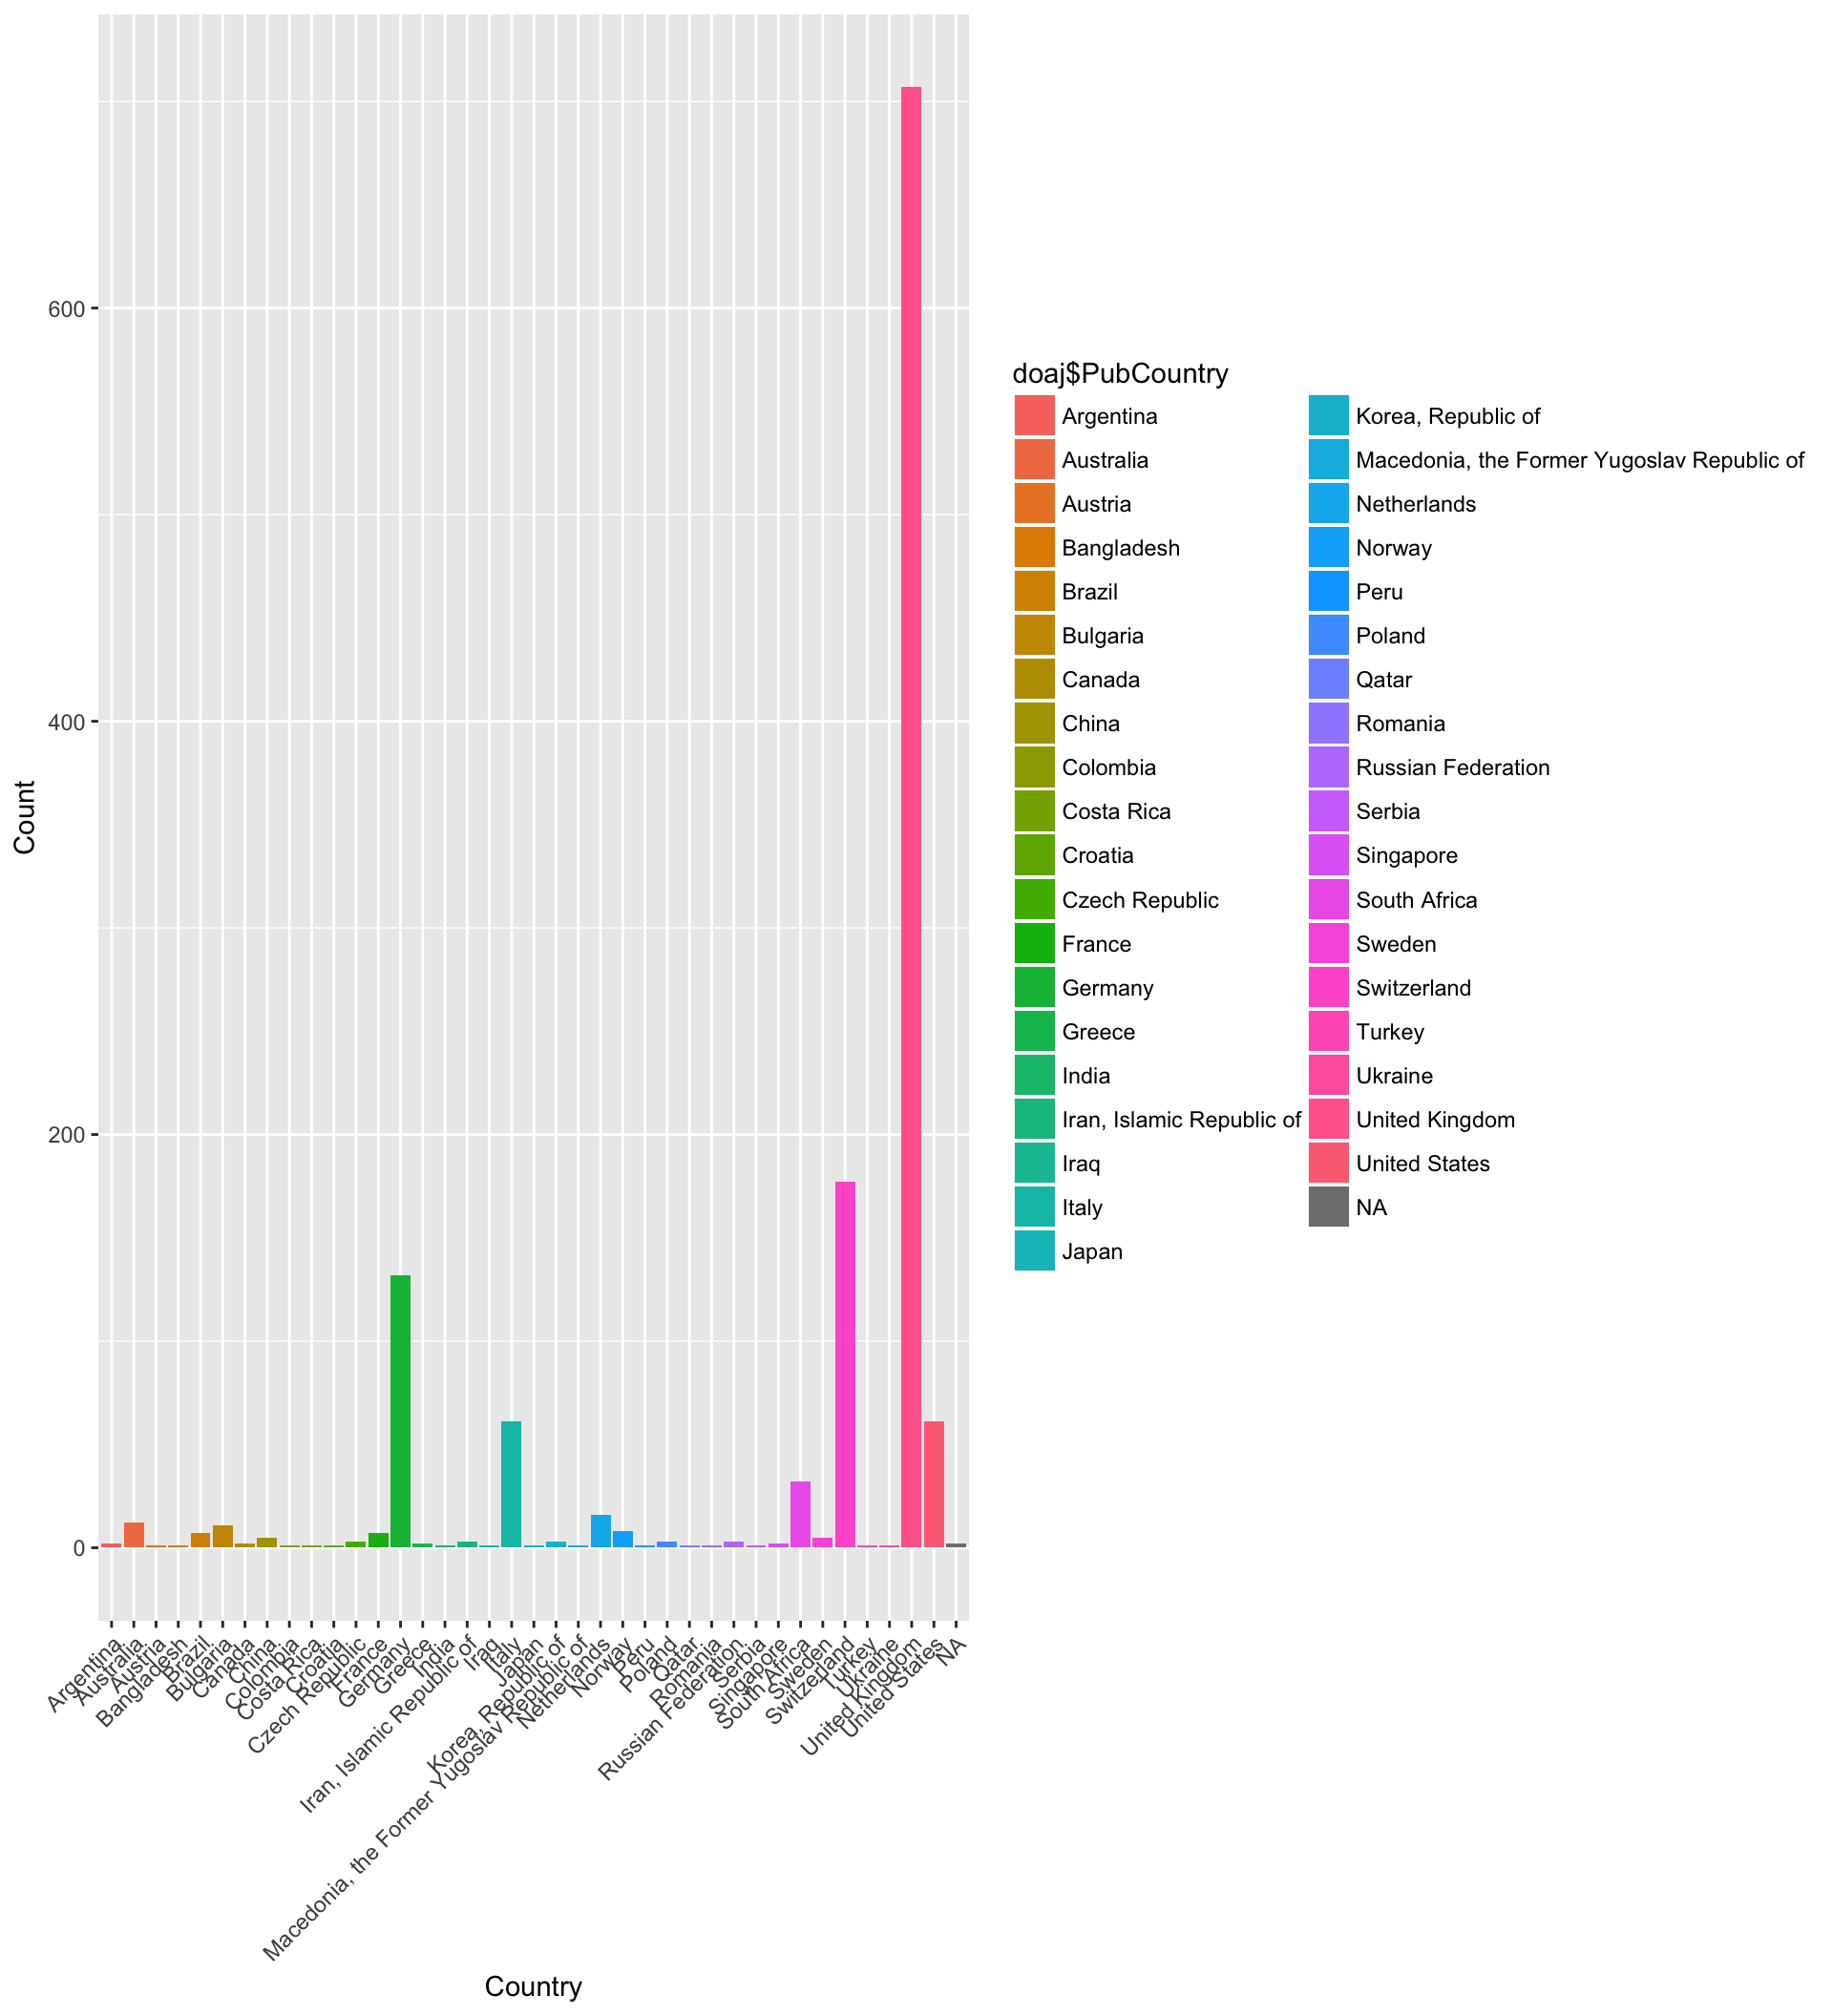 600
400
200
0
Count
Argentina
Australia
Austria
Bangladesh
Brazil
Bulgaria
Canada
China
Colombia
Costa Rica
Croatia
Czech Republic
France
Germany
Greece
India
Iran, Islamic Republic of
Iraq
Italy
Japan
Korea, Republic of
Macedonia, the Former Yugoslav Republic of
Netherlands
Norway
Peru
Poland
Qatar
Romania
Russian Federation
Serbia
Singapore
South Africa
Sweden
Switzerland
Turkey
Ukraine
United Kingdom
United States
NA
Country
doaj$PubCountry
Argentina
Australia
Austria
Bangladesh
Brazil
Bulgaria
Canada
China
Colombia
Costa Rica
Croatia
Czech Republic
France
Germany
Greece
India
Iran, Islamic Republic of
Iraq
Italy
Japan
Korea, Republic of
Macedonia, the Former Yugoslav Republic of
Netherlands
Norway
Peru
Poland
Qatar
Romania
Russian Federation
Serbia
Singapore
South Africa
Sweden
Switzerland
Turkey
Ukraine
United Kingdom
United States
NA